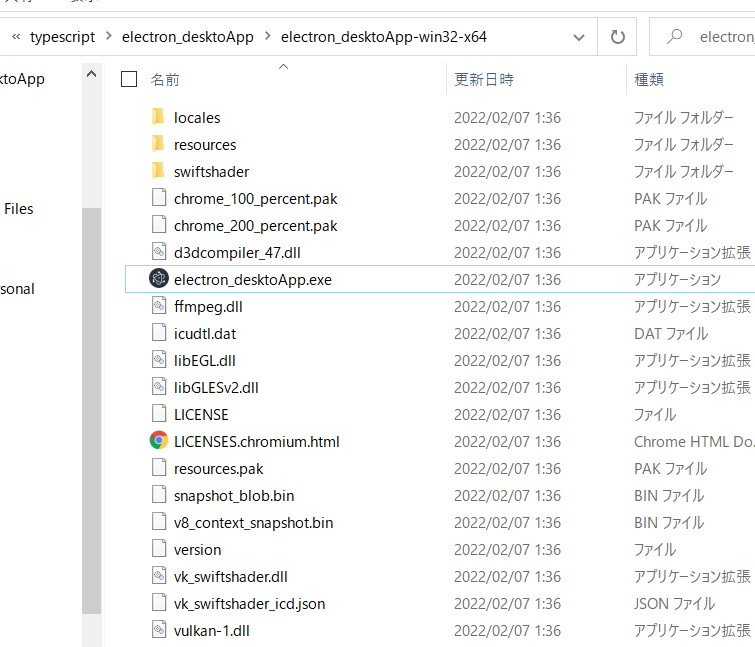 « typescript > electron_desktoApp > electron_desktoApp-win32-x64
electron
ktoApp
Files
sonal
名前 更新日時 種類
locales 2022/02/07 1:36 ファイル フォルダー
resources 2022/02/07 1:36 ファイル フォルダー
swiftshader 2022/02/07 1:36 ファイル フォルダー
chrome_100_percent.pak 2022/02/07 1:36 PAK ファイル
chrome_200_percent.pak 2022/02/07 1:36 PAK ファイル
d3dcompiler_47.dll 2022/02/07 1:36 アプリケーション拡張
electron_desktoApp.exe 2022/02/07 1:36 アプリケーション
ffmpeg.dll 2022/02/07 1:36 アプリケーション拡張
icudtl.dat 2022/02/07 1:36 DAT ファイル
libEGL.dll 2022/02/07 1:36 アプリケーション拡張
libGLESv2.dll 2022/02/07 1:36 アプリケーション拡張
LICENSE 2022/02/07 1:36 ファイル
LICENSES.chromium.html 2022/02/07 1:36 Chrome HTML Do
resources.pak 2022/02/07 1:36 PAK ファイル
snapshot_blob.bin 2022/02/07 1:36 BIN ファイル
v8_context_snapshot.bin 2022/02/07 1:36 BIN ファイル
version 2022/02/07 1:36 ファイル
vk_swiftshader.dll 2022/02/07 1:36 アプリケーション拡張
vk_swiftshader_icd.json 2022/02/07 1:36 JSON ファイル
vulkan-1.dll 2022/02/07 1:36 アプリケーション拡張